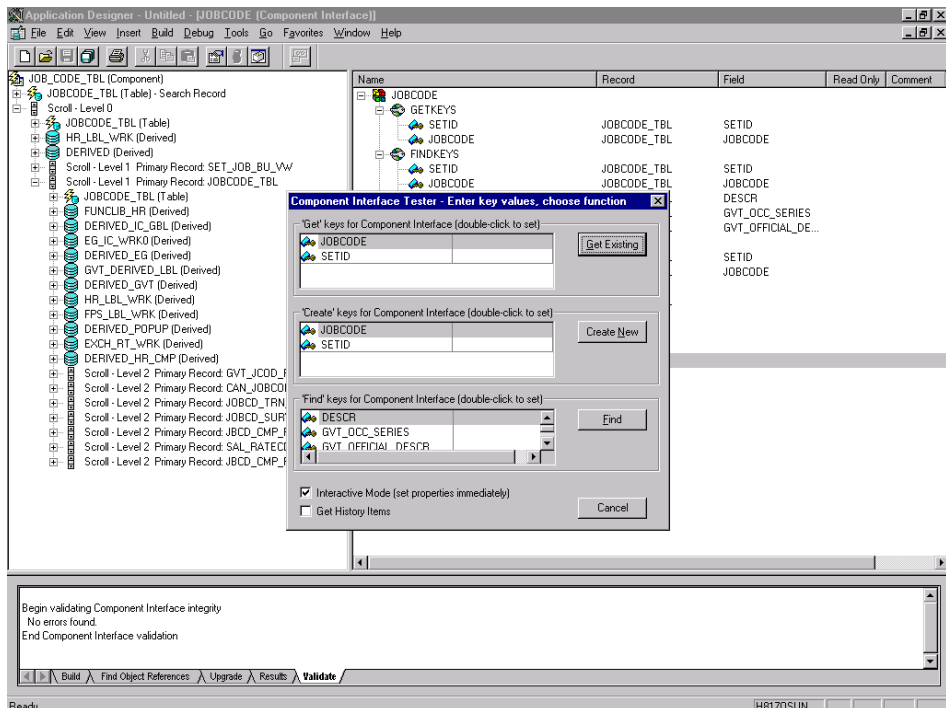 Application Designer - Untitled - [JOBCODE (Component Interface)]
File Edit View Insert Build Debug Tools Go Favorites Window Help
JOB_CODE_TBL (Component)
JOBCODE_TBL (Table) - Search Record
Scroll - Level 0
JOBCODE_TBL (Table)
HR_LBL_WRK (Derived)
DERIVED (Derived)
Scroll - Level 1 Primary Record: SET_JOB_BU_VW
Scroll - Level 1 Primary Record: JOBCODE_TBL
JOBCODE_TBL (Table)
FUNCLIB_HR (Derived)
DERIVED_IC_GBL (Derived)
EG_IC_WRK0 (Derived)
DERIVED_EG (Derived)
GVT_DERIVED_LBL (Derived)
DERIVED_GVT (Derived)
HR_LBL_WRK (Derived)
FPS_LBL_WRK (Derived)
DERIVED_POPUP (Derived)
EXCH_RT_WRK (Derived)
DERIVED_HR_CMP (Derived)
Scroll - Level 2 Primary Record: GVT_JCOD_
Scroll - Level 2 Primary Record: CAN_JOBCO
Scroll - Level 2 Primary Record: JOBCD_TRN_
Scroll - Level 2 Primary Record: JOBCD_SUR
Scroll - Level 2 Primary Record: JBCD_CMP_
Scroll - Level 2 Primary Record: SAL_RATEC
Scroll - Level 2 Primary Record: JBCD_CMP_
Name Record Field Read Only Comment
JOBCODE
GETKEYS
SETID JOBCODE_TBL SETID
JOBCODE JOBCODE_TBL JOBCODE
FINDKEYS
SETID JOBCODE_TBL SETID
JOBCODE JOBCODE_TBL JOBCODE
DESCR
GVT_OCC_SERIES
GVT_OFFICIAL_DE...
SETID
JOBCODE
Component Interface Tester - Enter key values, choose function
'Get' keys for Component Interface (double-click to set)
JOBCODE
SETID
Get Existing
'Create' keys for Component Interface (double-click to set)
JOBCODE
SETID
Create New
'Find' keys for Component Interface (double-click to set)
DESCR
GVT_OCC_SERIES
GVT_OFFICIAL_DESCR
Find
Interactive Mode (set properties immediately)
Get History Items
Cancel
Begin validating Component Interface integrity
No errors found.
End Component Interface validation
Build Find Object References Upgrade Results Validate
Ready H8170SUN